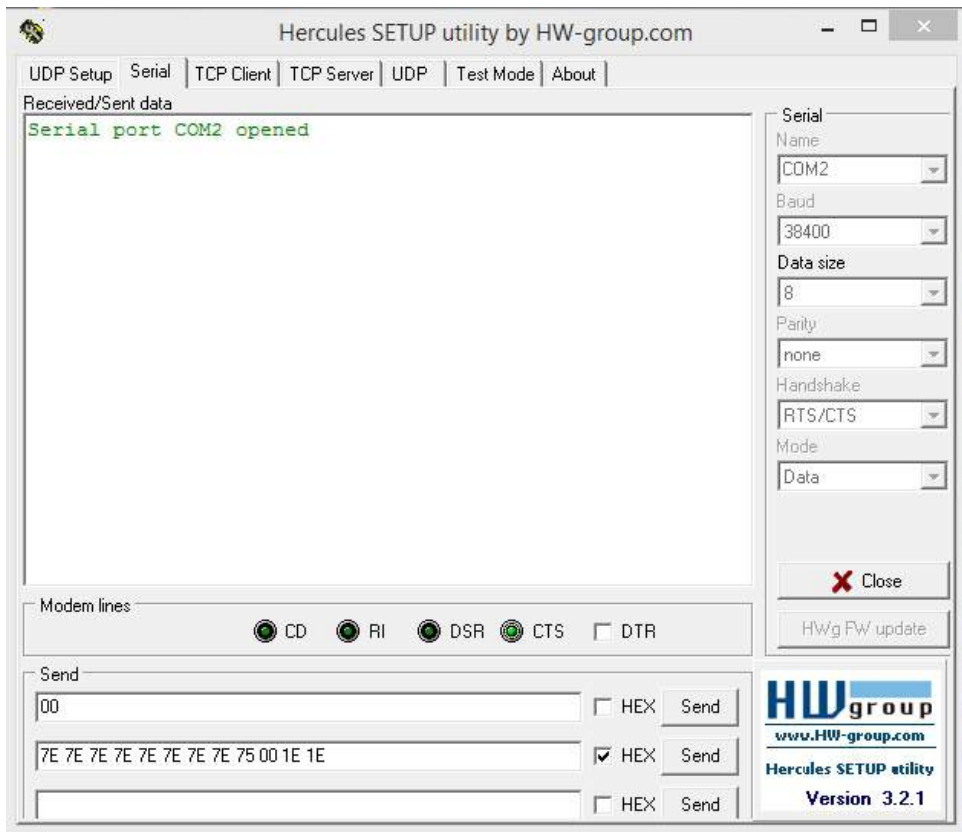 Hercules SETUP utility by HW-group.com
UDP Setup Serial TCP Client TCP Server UDP Test Mode About
Received/Sent data
Serial port COM2 opened
Serial
Name
COM2
Baud
38400
Data size
8
Parity
none
Handshake
RTS/CTS
Mode
Data
Close
HWg FW update
Modem lines
CD RI DSR CTS DTR
Send
00 HEX Send
7E 7E 7E 7E 7E 7E 7E 7E 75 00 1E 1E HEX Send
HEX Send
HW group
www.HW-group.com
Hercules SETUP utility
Version 3.2.1